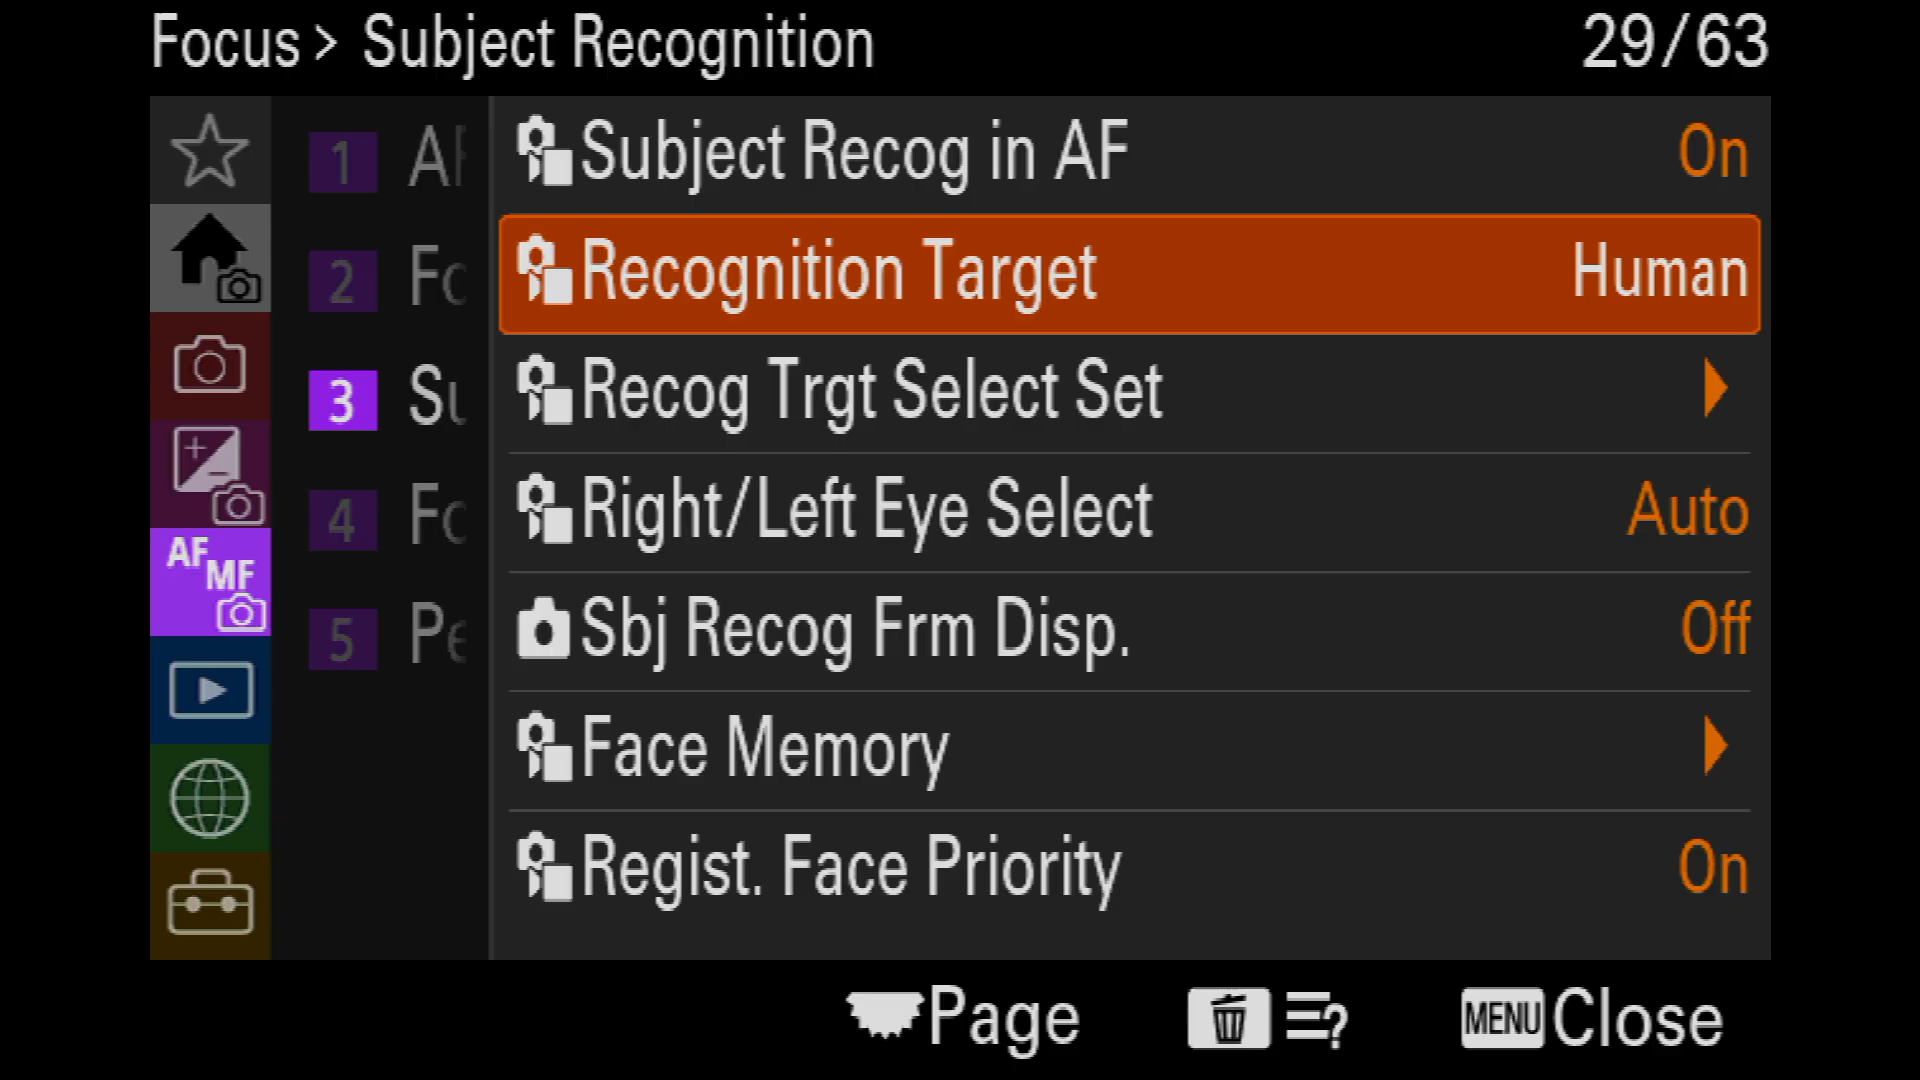 Focus> Subject Recognition
29/63
1
2
3
4
5
AF MF
Subject Recog in AF On
Recognition Target Human
Recog Trgt Select Set
Right/Left Eye Select Auto
Sbj Recog Frm Disp. Off
Face Memory
Regist. Face Priority On
Page
MENU Close